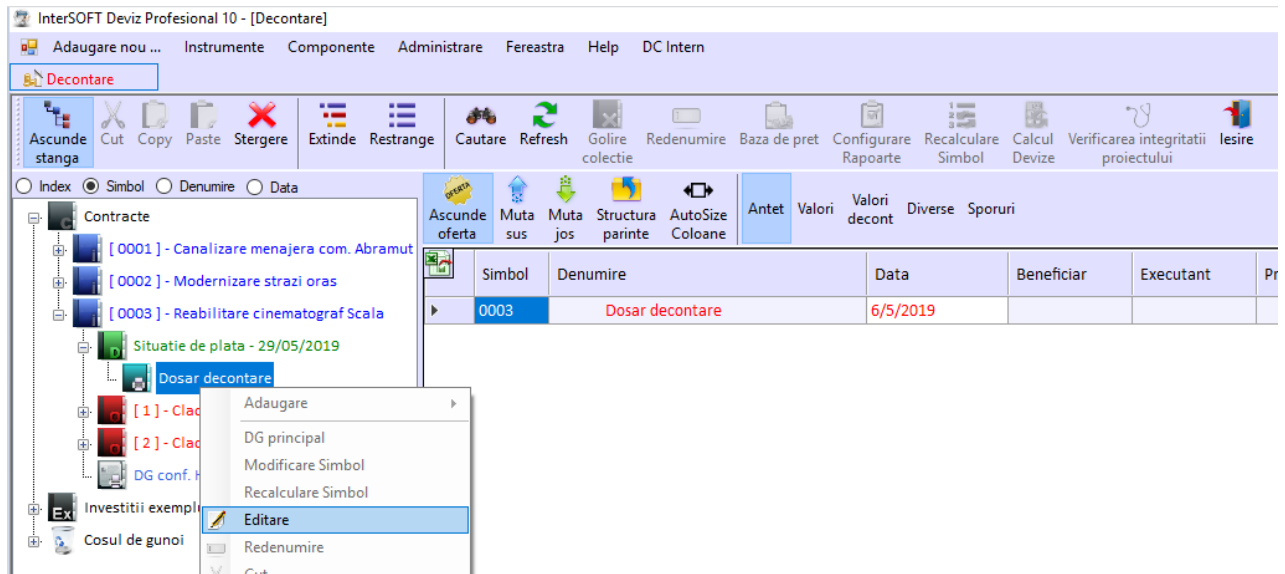 InterSOFT Deviz Profesional 10 - [Decontare]
Adaugare nou ... Instrumente Componente Administrare Fereastra Help DC Intern
Decontare
Ascunde stanga Cut Copy Paste Stergere Extinde Restrange Cautare Refresh Golire colectie Redenumire Baza de pret Configurare Rapoarte Recalculare Simbol Calcul Devize Verificarea integritatii proiectului Iesire
Index Simbol Denumire Data
OFERTA
Ascunde oferta Muta sus Muta jos Structura parinte AutoSize Coloane Antet Valori Valori decont Diverse Sporuri
Contracte
[ 0001 ] - Canalizare menajera com. Abramut
[ 0002 ] - Modernizare strazi oras
[ 0003 ] - Reabilitare cinematograf Scala
Situatie de plata - 29/05/2019
Dosar decontare
[ 1 ] - Clac
[ 2 ] - Clac
DG conf. H
Ex Investitii exempl
Cosul de gunoi
Adaugare
DG principal
Modificare Simbol
Recalculare Simbol
Editare
Redenumire
Simbol Denumire Data Beneficiar Executant Pr
0003 Dosar decontare 6/5/2019